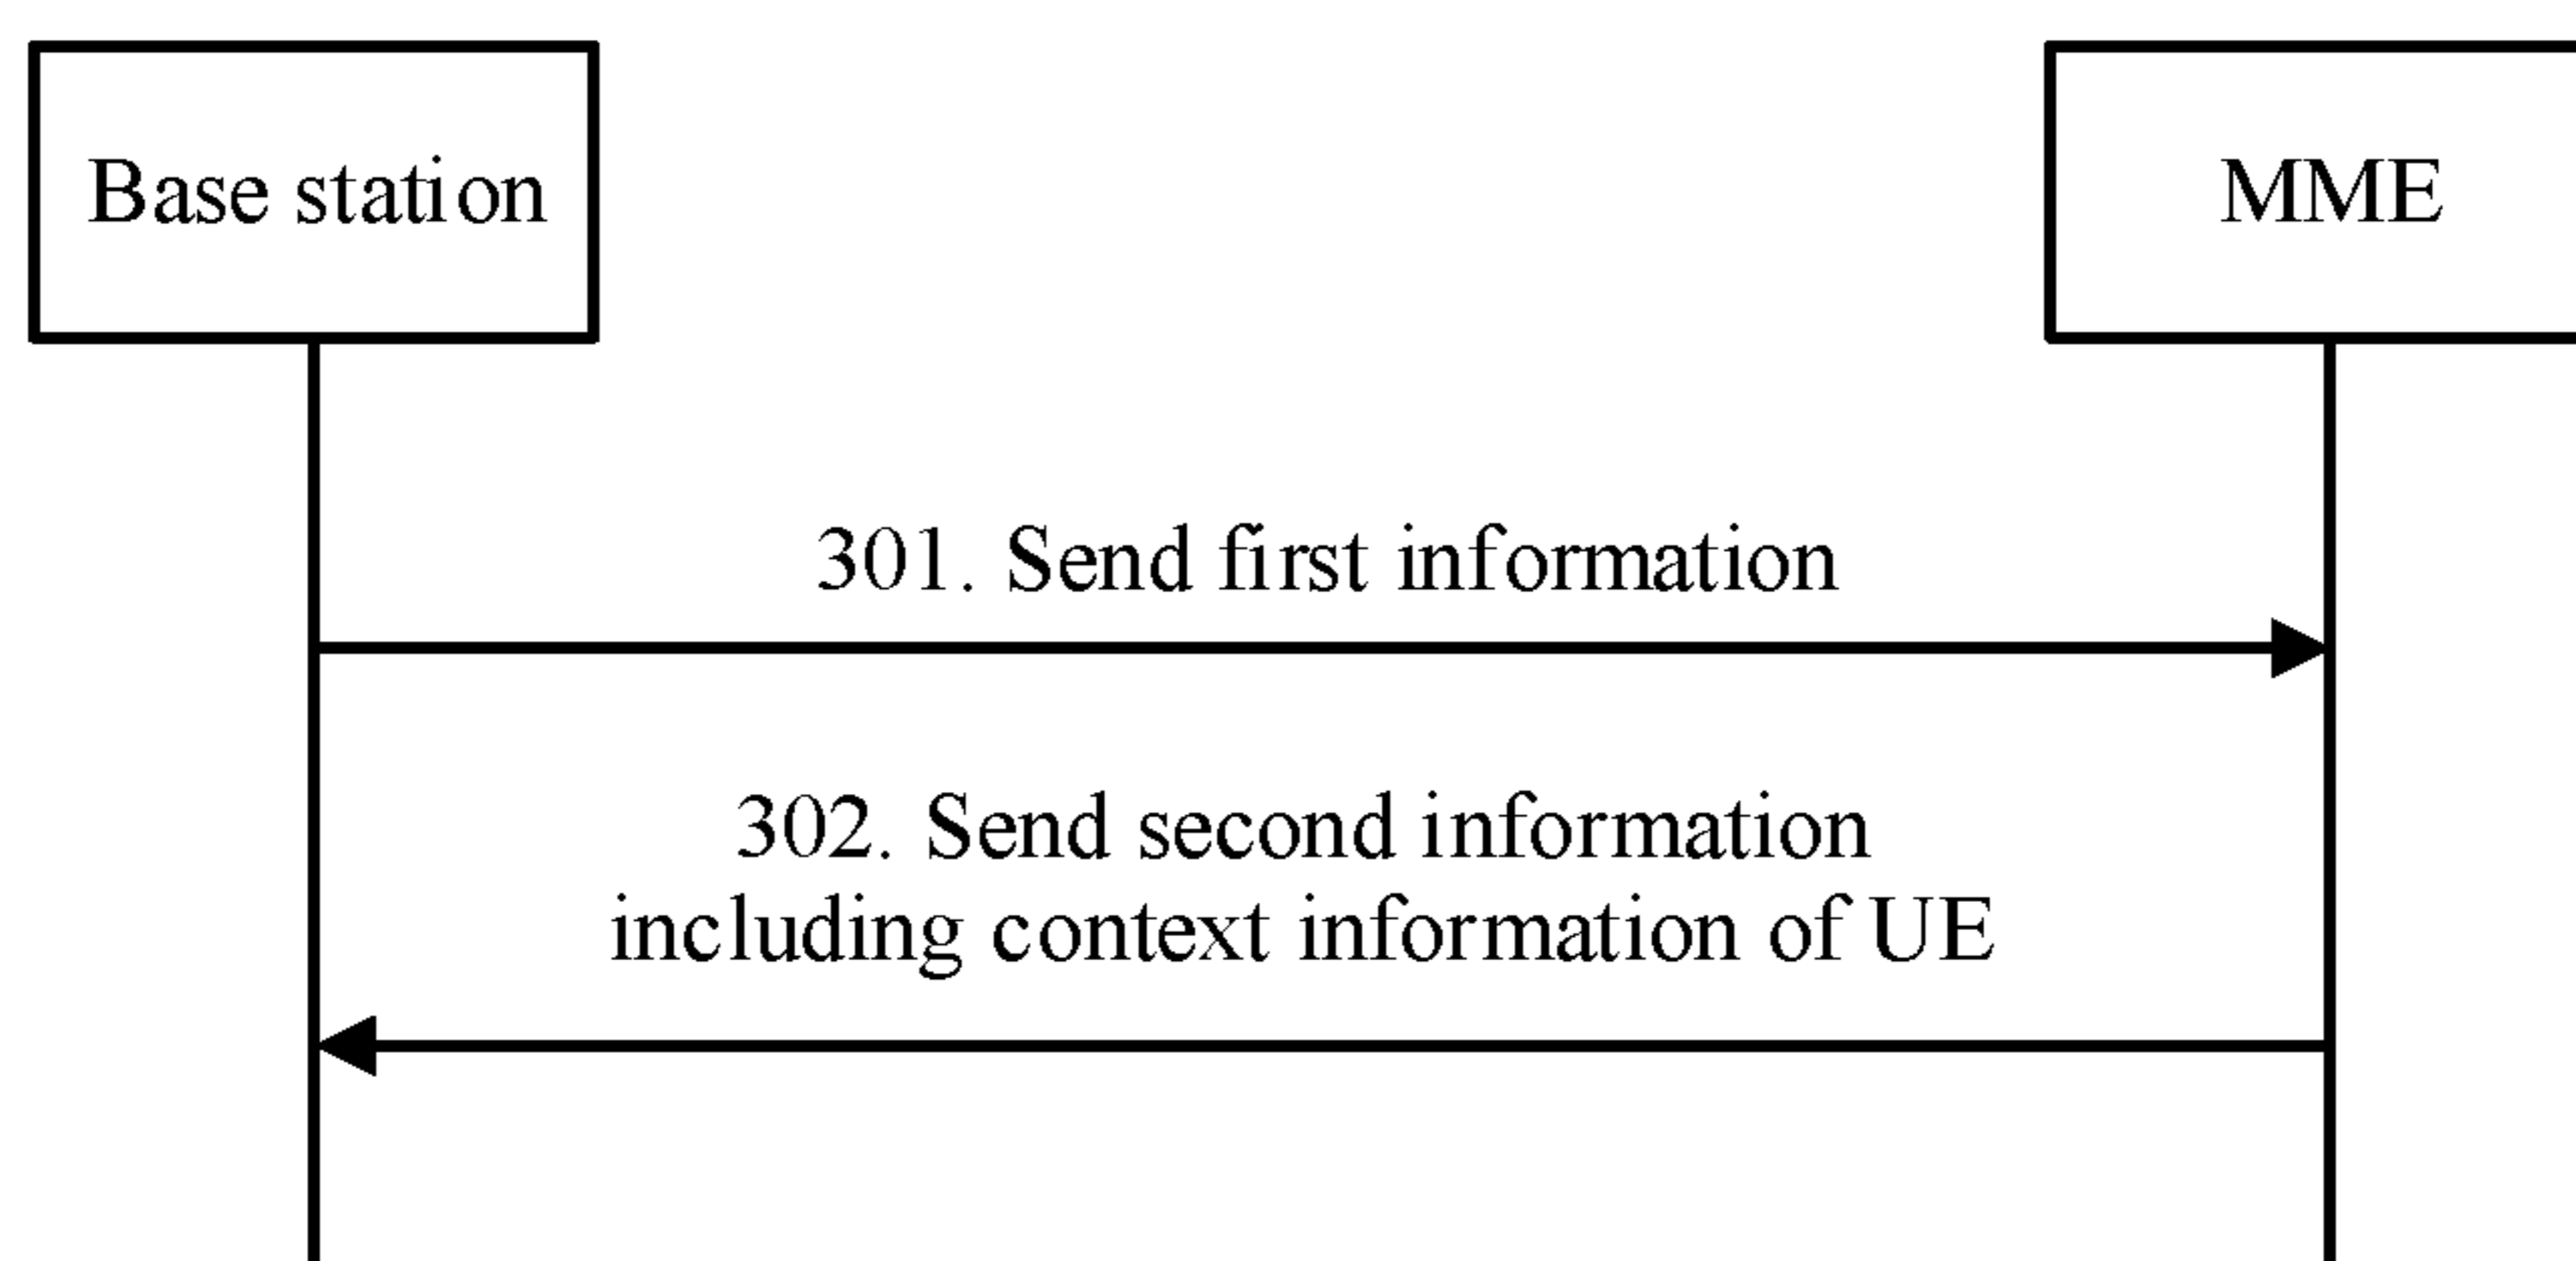 Base station
MME
301. Send first information
302. Send second information
including context information of UE